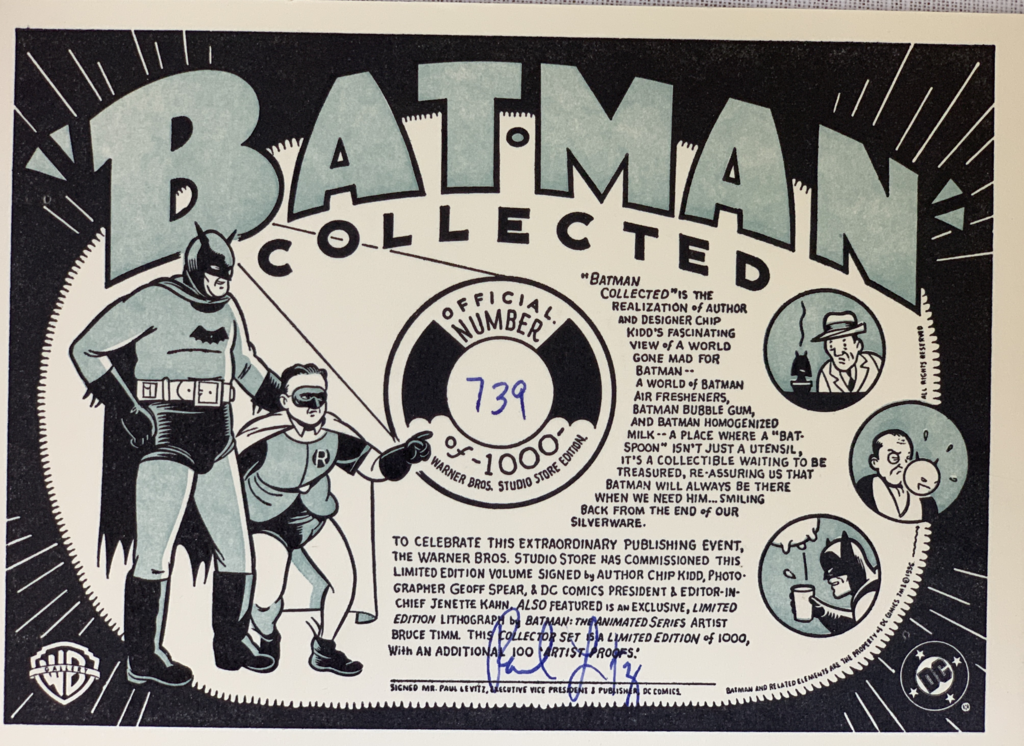 BATMAN
COLLECTED
OFFICIAL
NUMBER
739
of -1000-
WARNER BROS. STUDIO STORE EDITION.
"BATMAN
COLLECTED" IS THE
REALIZATION of AUTHOR
AND DESIGNER CHIP
KIDD'S FASCINATING
VIEW of A WORLD
GONE MAD FOR
BATMAN--
A WORLD OF BATMAN
AIR FRESHENERS,
BATMAN BUBBLE GUM,
AND BATMAN HOMOGENIZED
MILK-- A PLACE WHERE A "BAT-
SPOON" ISN'T JUST A UTENSIL,
IT'S A COLLECTIBLE WAITING TO BE
TREASURED, RE-ASSURING US THAT
BATMAN WILL ALWAYS BE THERE
WHEN WE NEED HIM... SMILING
BACK FROM THE END OF OUR
SILVERWARE.
R
TO CELEBRATE THIS EXTRAORDINARY PUBLISHING EVENT,
THE WARNER BROS. STUDIO STORE HAS COMMISSIONED THIS
LIMITED EDITION VOLUME SIGNED by AUTHOR CHIP KIDD, PHOTO-
GRAPHER GEOFF SPEAR, & DC COMICS PRESIDENT & EDITOR-IN-
CHIEF JENETTE KAHN. ALSO FEATURED IS AN EXCLUSIVE, LIMITED
EDITION LITHOGRAPH by BATMAN: THE ANIMATED SERIES ARTIST
BRUCE TIMM. THIS COLLECTOR SET IS A LIMITED EDITION of 1000,
WITH AN ADDITIONAL 100 "ARTIST PROOFS."
Paul Levitz
SIGNED MR. PAUL LEVITZ, EXECUTIVE VICE PRESIDENT & PUBLISHER, DC COMICS.
BATMAN AND RELATED ELEMENTS ARE THE PROPERTY OF DC COMICS TM & © 1996
ALL RIGHTS RESERVED
WB
GALLERY
DC